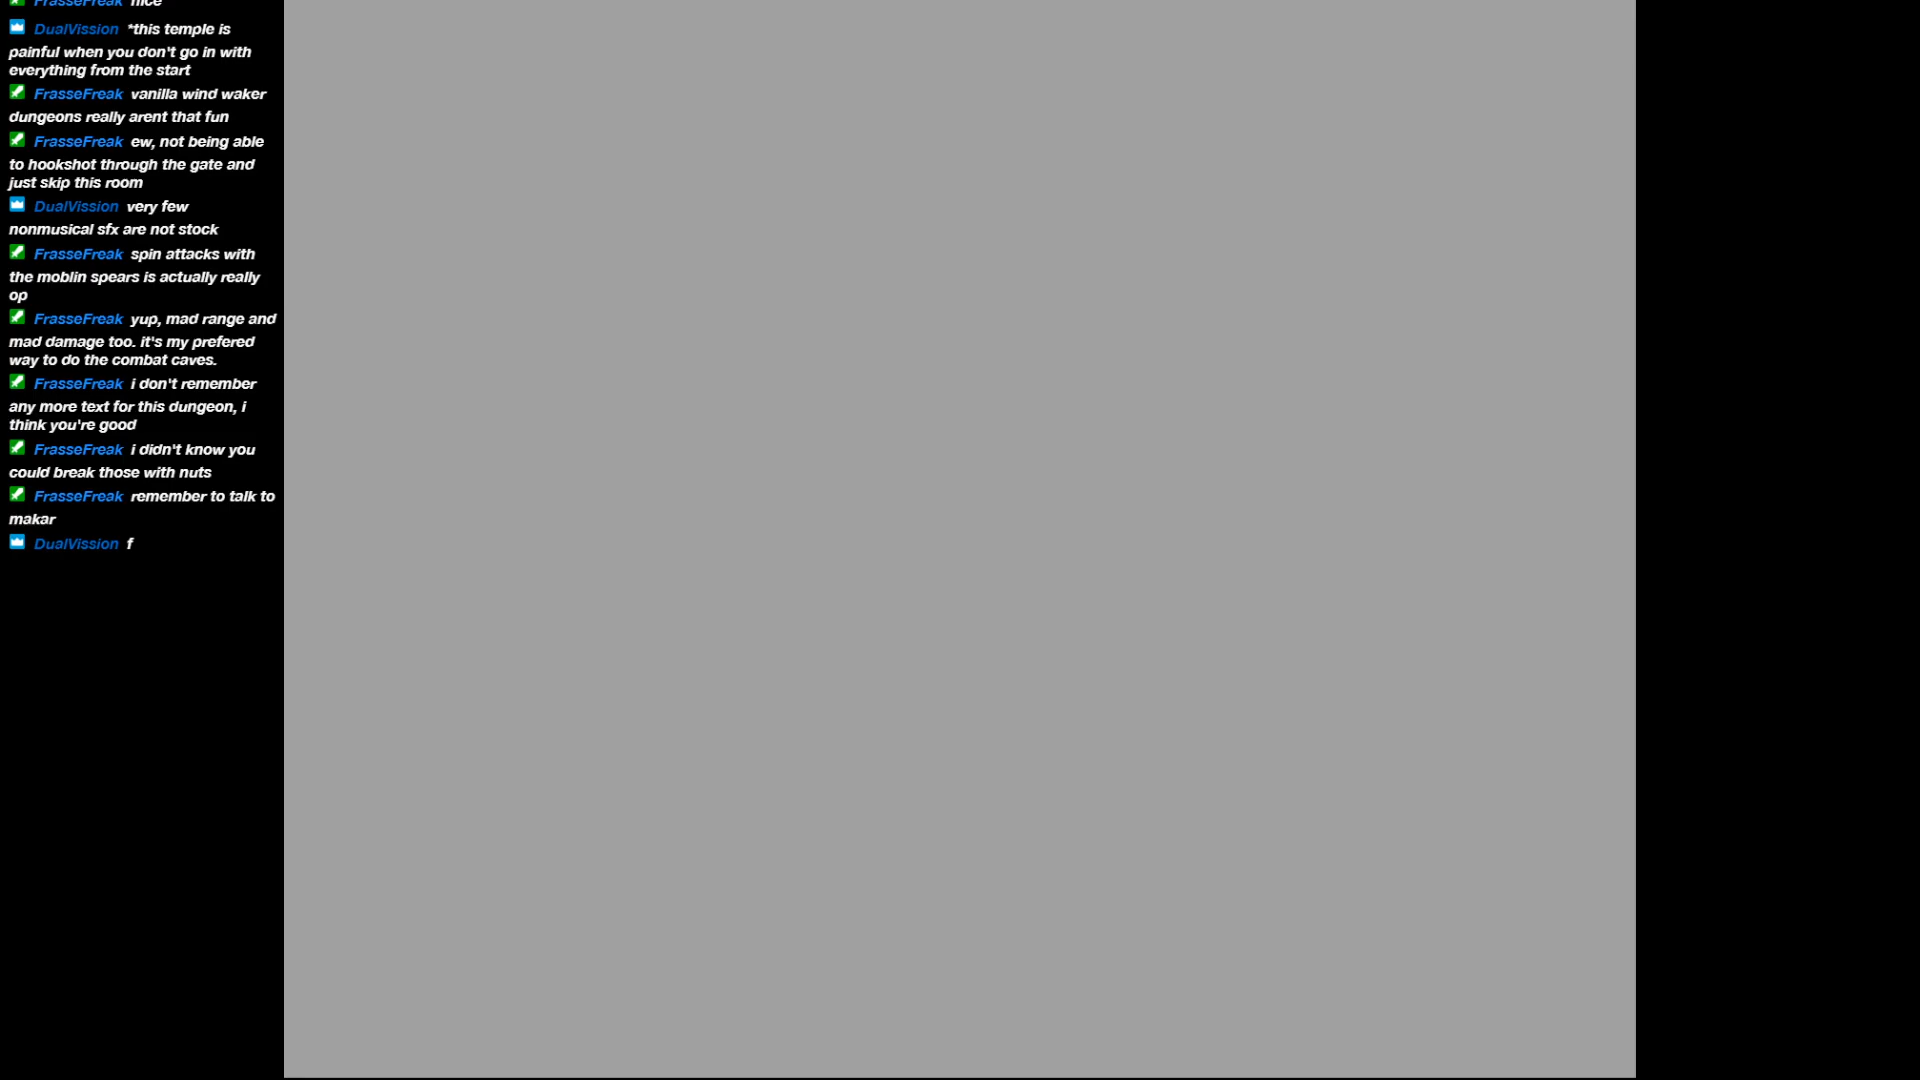 FrasseFreak nice
DualVission *this temple is
painful when you don't go in with
everything from the start
FrasseFreak vanilla wind waker
dungeons really arent that fun
FrasseFreak ew, not being able
to hookshot through the gate and
just skip this room
DualVission very few
nonmusical sfx are not stock
FrasseFreak spin attacks with
the moblin spears is actually really
op
FrasseFreak yup, mad range and
mad damage too. it's my prefered
way to do the combat caves.
FrasseFreak i don't remember
any more text for this dungeon, i
think you're good
FrasseFreak i didn't know you
could break those with nuts
FrasseFreak remember to talk to
makar
DualVission f